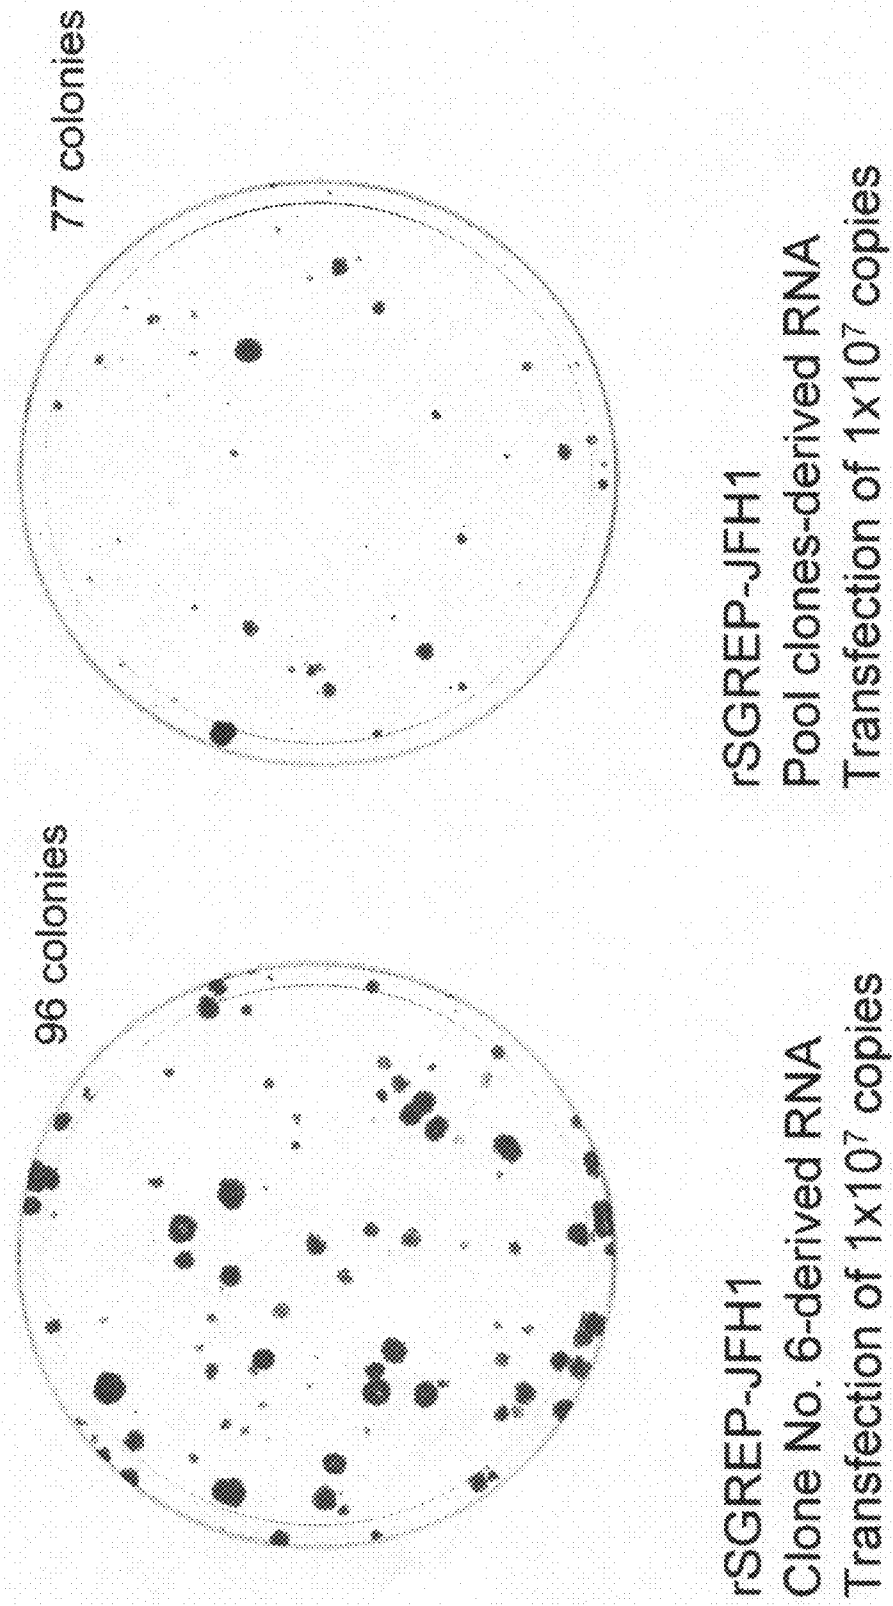 96 colonies
rSGREP-JFH1
Clone No. 6-derived RNA
Transfection of 1x10⁷ copies
77 colonies
rSGREP-JFH1
Pool clones-derived RNA
Transfection of 1x10⁷ copies